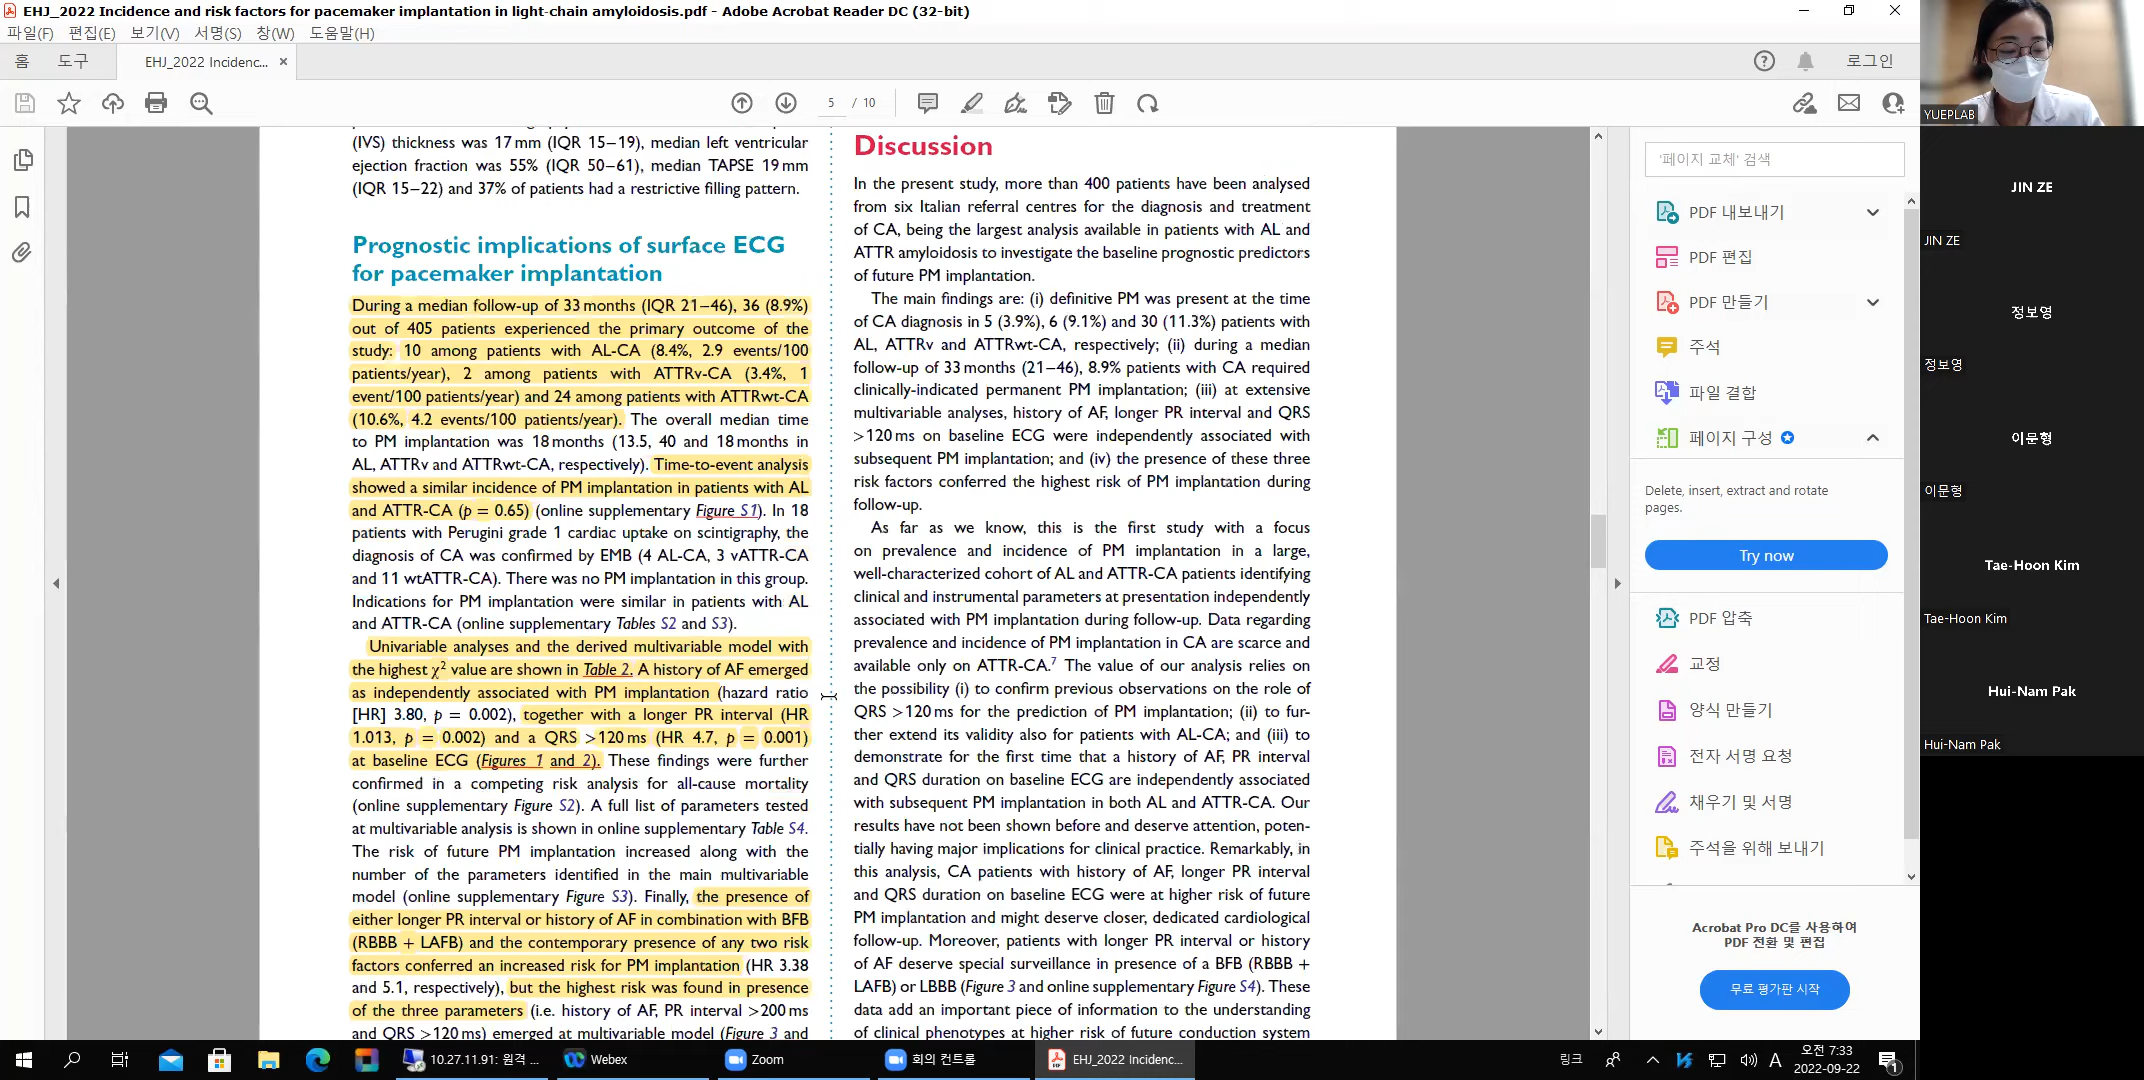 EHJ_2022 Incidence and risk factors for pacemaker implantation in light-chain amyloidosis.pdf - Adobe Acrobat Reader DC (32-bit)
파일(F) 편집(E) 보기(V) 서명(S) 창(W) 도움말(H)
홈 도구 EHJ_2022 Incidenc... × 로그인
5 / 10
(IVS) thickness was 17 mm (IQR 15–19), median left ventricular
ejection fraction was 55% (IQR 50–61), median TAPSE 19 mm
(IQR 15–22) and 37% of patients had a restrictive filling pattern.
Prognostic implications of surface ECG
for pacemaker implantation
During a median follow-up of 33 months (IQR 21–46), 36 (8.9%)
out of 405 patients experienced the primary outcome of the
study: 10 among patients with AL-CA (8.4%, 2.9 events/100
patients/year), 2 among patients with ATTRv-CA (3.4%, 1
event/100 patients/year) and 24 among patients with ATTRwt-CA
(10.6%, 4.2 events/100 patients/year). The overall median time
to PM implantation was 18 months (13.5, 40 and 18 months in
AL, ATTRv and ATTRwt-CA, respectively). Time-to-event analysis
showed a similar incidence of PM implantation in patients with AL
and ATTR-CA (p = 0.65) (online supplementary Figure S1). In 18
patients with Perugini grade 1 cardiac uptake on scintigraphy, the
diagnosis of CA was confirmed by EMB (4 AL-CA, 3 vATTR-CA
and 11 wtATTR-CA). There was no PM implantation in this group.
Indications for PM implantation were similar in patients with AL
and ATTR-CA (online supplementary Tables S2 and S3).
Univariable analyses and the derived multivariable model with
the highest χ² value are shown in Table 2. A history of AF emerged
as independently associated with PM implantation (hazard ratio
[HR] 3.80, p = 0.002), together with a longer PR interval (HR
1.013, p = 0.002) and a QRS >120 ms (HR 4.7, p = 0.001)
at baseline ECG (Figures 1 and 2). These findings were further
confirmed in a competing risk analysis for all-cause mortality
(online supplementary Figure S2). A full list of parameters tested
at multivariable analysis is shown in online supplementary Table S4.
The risk of future PM implantation increased along with the
number of the parameters identified in the main multivariable
model (online supplementary Figure S3). Finally, the presence of
either longer PR interval or history of AF in combination with BFB
(RBBB + LAFB) and the contemporary presence of any two risk
factors conferred an increased risk for PM implantation (HR 3.38
and 5.1, respectively), but the highest risk was found in presence
of the three parameters (i.e. history of AF, PR interval >200 ms
and QRS >120 ms) emerged at multivariable model (Figure 3 and
Discussion
In the present study, more than 400 patients have been analysed
from six Italian referral centres for the diagnosis and treatment
of CA, being the largest analysis available in patients with AL and
ATTR amyloidosis to investigate the baseline prognostic predictors
of future PM implantation.
The main findings are: (i) definitive PM was present at the time
of CA diagnosis in 5 (3.9%), 6 (9.1%) and 30 (11.3%) patients with
AL, ATTRv and ATTRwt-CA, respectively; (ii) during a median
follow-up of 33 months (21–46), 8.9% patients with CA required
clinically-indicated permanent PM implantation; (iii) at extensive
multivariable analyses, history of AF, longer PR interval and QRS
>120 ms on baseline ECG were independently associated with
subsequent PM implantation; and (iv) the presence of these three
risk factors conferred the highest risk of PM implantation during
follow-up.
As far as we know, this is the first study with a focus
on prevalence and incidence of PM implantation in a large,
well-characterized cohort of AL and ATTR-CA patients identifying
clinical and instrumental parameters at presentation independently
associated with PM implantation during follow-up. Data regarding
prevalence and incidence of PM implantation in CA are scarce and
available only on ATTR-CA.⁷ The value of our analysis relies on
the possibility (i) to confirm previous observations on the role of
QRS >120 ms for the prediction of PM implantation; (ii) to fur-
ther extend its validity also for patients with AL-CA; and (iii) to
demonstrate for the first time that a history of AF, PR interval
and QRS duration on baseline ECG are independently associated
with subsequent PM implantation in both AL and ATTR-CA. Our
results have not been shown before and deserve attention, poten-
tially having major implications for clinical practice. Remarkably, in
this analysis, CA patients with history of AF, longer PR interval
and QRS duration on baseline ECG were at higher risk of future
PM implantation and might deserve closer, dedicated cardiological
follow-up. Moreover, patients with longer PR interval or history
of AF deserve special surveillance in presence of a BFB (RBBB +
LAFB) or LBBB (Figure 3 and online supplementary Figure S4). These
data add an important piece of information to the understanding
of clinical phenotypes at higher risk of future conduction system
'페이지 교체' 검색
PDF 내보내기
PDF 편집
PDF 만들기
주석
파일 결합
페이지 구성
Delete, insert, extract and rotate
pages.
Try now
PDF 압축
교정
양식 만들기
전자 서명 요청
채우기 및 서명
주석을 위해 보내기
Acrobat Pro DC를 사용하여
PDF 전환 및 편집
무료 평가판 시작
YUEPLAB
JIN ZE
JIN ZE
정보영
정보영
이문형
이문형
Tae-Hoon Kim
Tae-Hoon Kim
Hui-Nam Pak
Hui-Nam Pak
10.27.11.91: 원격 ... Webex Zoom 회의 컨트롤 EHJ_2022 Incidenc... 링크 A 오전 7:33
2022-09-22 1